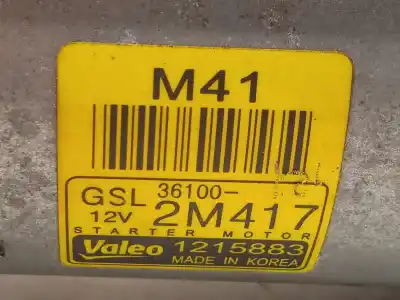 M41
GSL 36100-
12V 2M417
STARTER MOTOR
Valeo 1215883
MADE IN KOREA